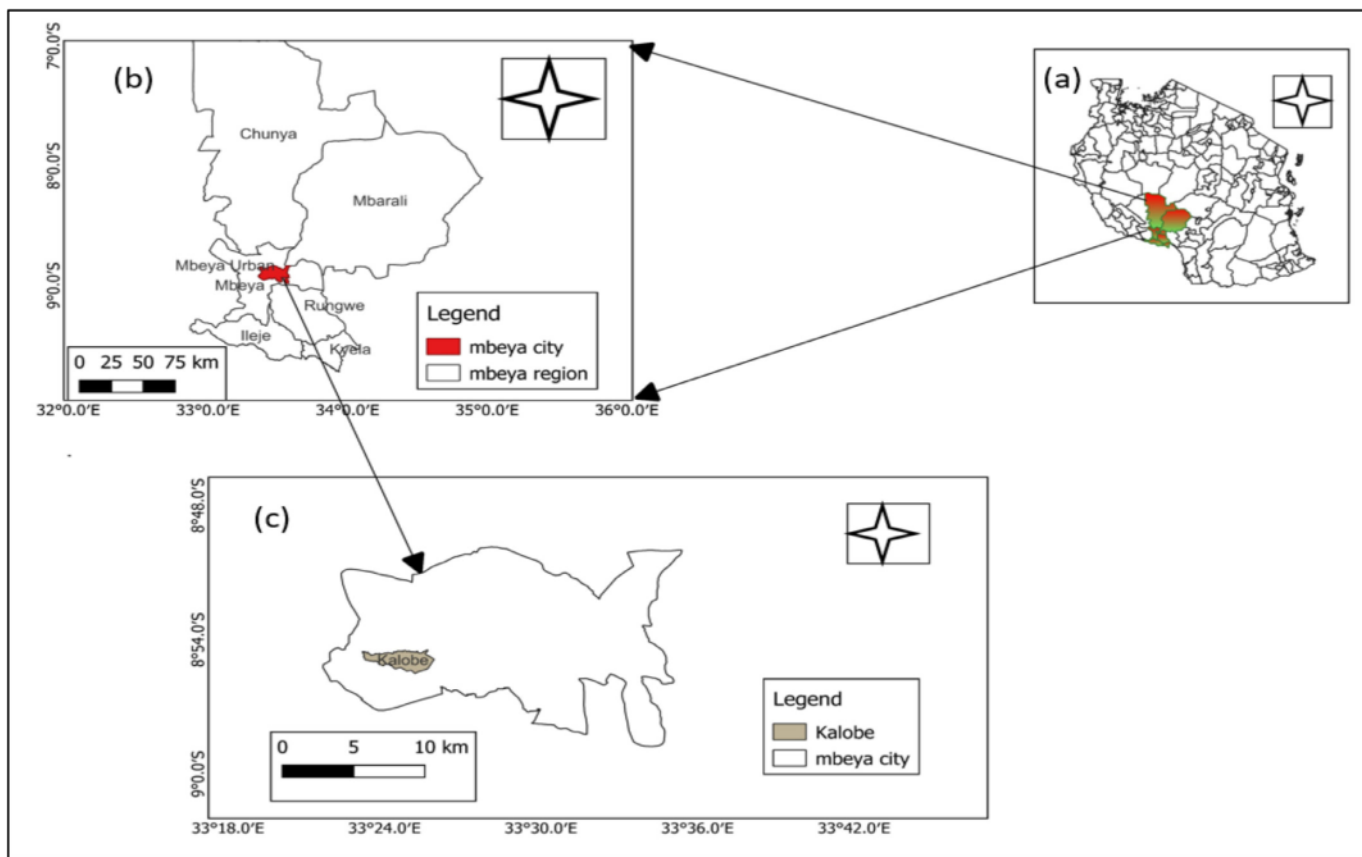 (b)
7°0.0'S
8°0.0'S
9°0.0'S
Chunya
Mbarali
Mbeya Urban
Mbeya
Rungwe
Ileje
Kyela
Legend
mbeya city
mbeya region
0 25 50 75 km
32°0.0'E 33°0.0'E 34°0.0'E 35°0.0'E 36°0.0'E
(a)
(c)
8°48.0'S
8°54.0'S
9°0.0'S
Kalobe
Legend
Kalobe
mbeya city
0 5 10 km
33°18.0'E 33°24.0'E 33°30.0'E 33°36.0'E 33°42.0'E